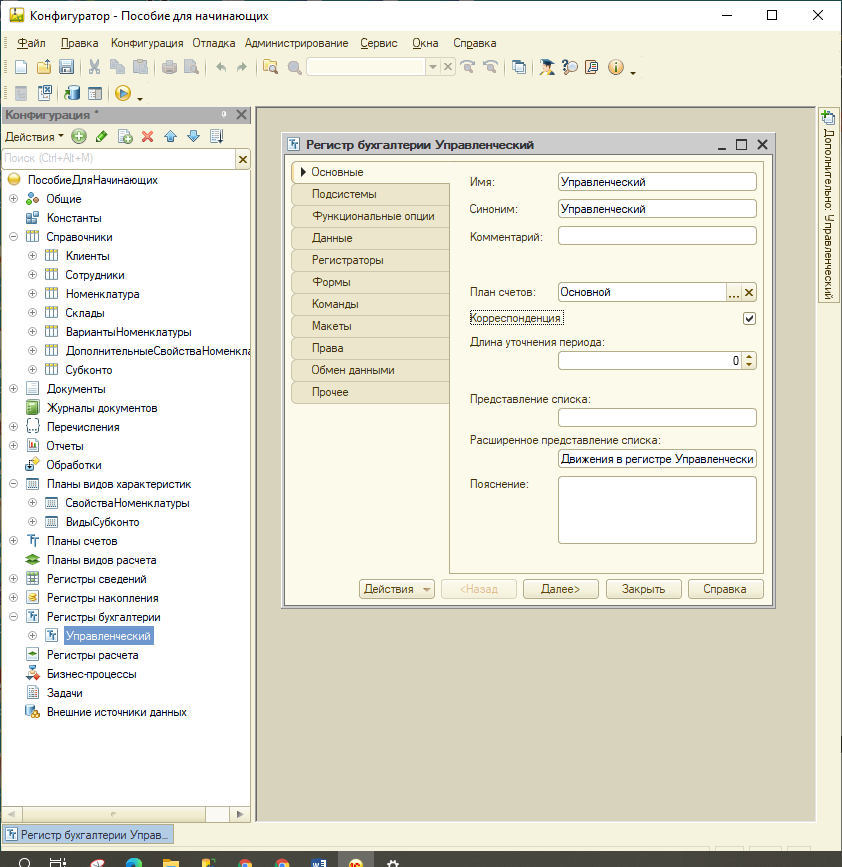 Конфигуратор - Пособие для начинающих
Файл Правка Конфигурация Отладка Администрирование Сервис Окна Справка
Конфигурация *
Действия
Поиск (Ctrl+Alt+M)
ПособиеДляНачинающих
Общие
Константы
Справочники
Клиенты
Сотрудники
Номенклатура
Склады
ВариантыНоменклатуры
ДополнительныеСвойстваНоменкла
Субконто
Документы
Журналы документов
Перечисления
Отчеты
Обработки
Планы видов характеристик
СвойстваНоменклатуры
ВидыСубконто
Планы счетов
Планы видов расчета
Регистры сведений
Регистры накопления
Регистры бухгалтерии
Управленческий
Регистры расчета
Бизнес-процессы
Задачи
Внешние источники данных
Регистр бухгалтерии Управленческий
Основные
Подсистемы
Функциональные опции
Данные
Регистраторы
Формы
Команды
Макеты
Права
Обмен данными
Прочее
Имя: Управленческий
Синоним: Управленческий
Комментарий:
План счетов: Основной ...
Корреспонденция
Длина уточнения периода:
0
Представление списка:
Расширенное представление списка:
Движения в регистре Управленчески
Пояснение:
Действия <Назад Далее> Закрыть Справка
Дополнительно: Управленческий
Регистр бухгалтерии Управ...